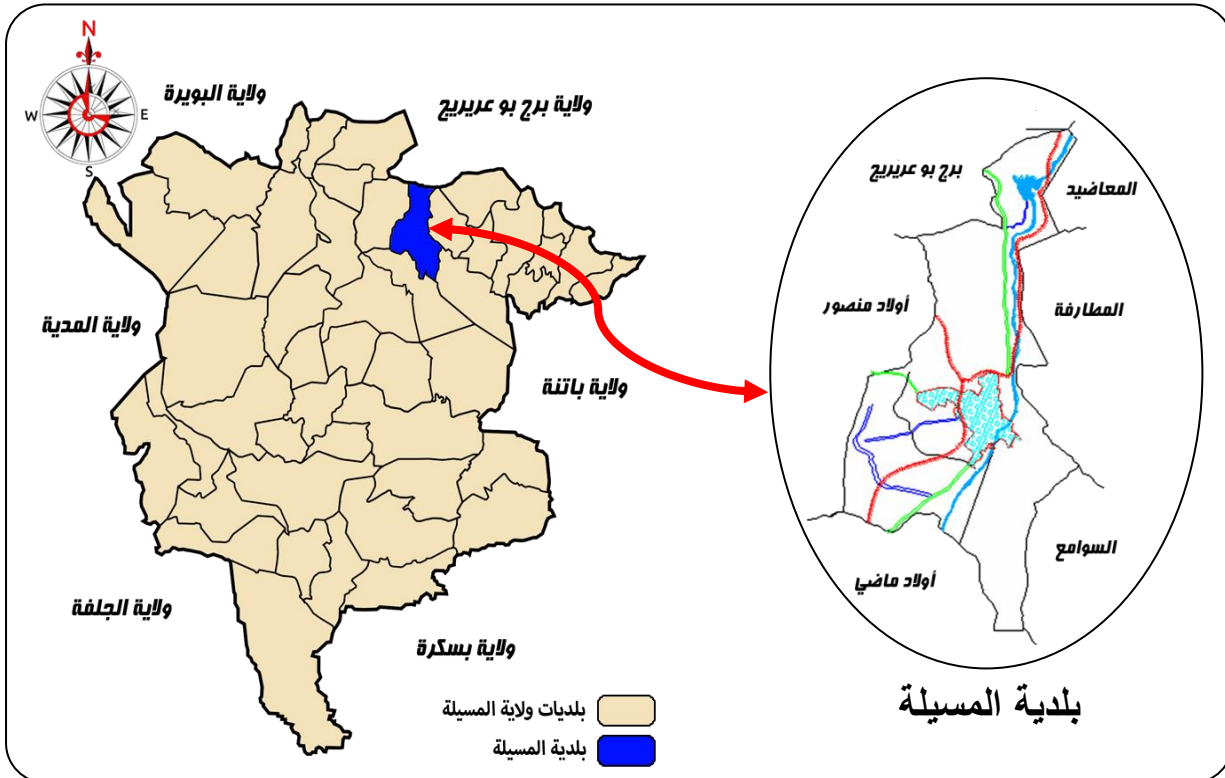 N
W
E
S
ولاية البويرة
ولاية برج بو عريريج
ولاية المدية
ولاية باتنة
ولاية الجلفة
ولاية بسكرة
بلديات ولاية المسيلة
بلدية المسيلة
برج بو عريريج
المعاضيد
أولاد منصور
المطارفة
السوامع
أولاد ماضي
بلدية المسيلة